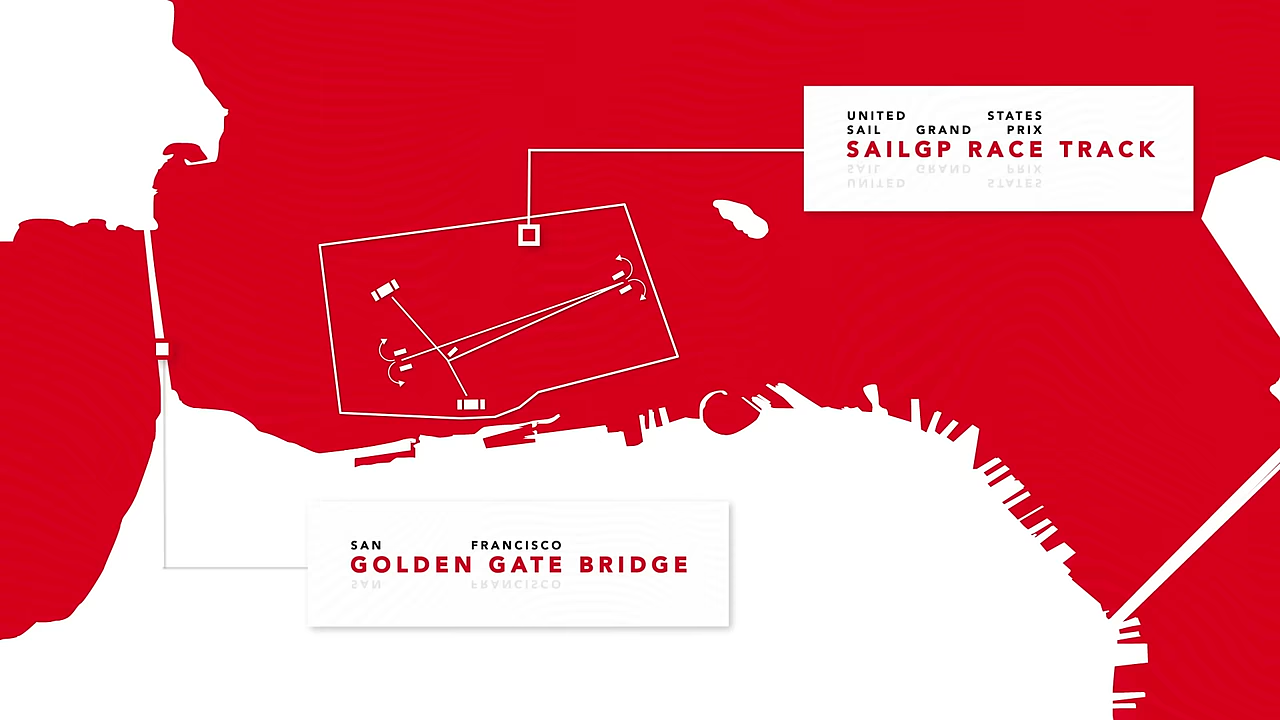 UNITED STATES
SAIL GRAND PRIX
SAILGP RACE TRACK
SAN FRANCISCO
GOLDEN GATE BRIDGE